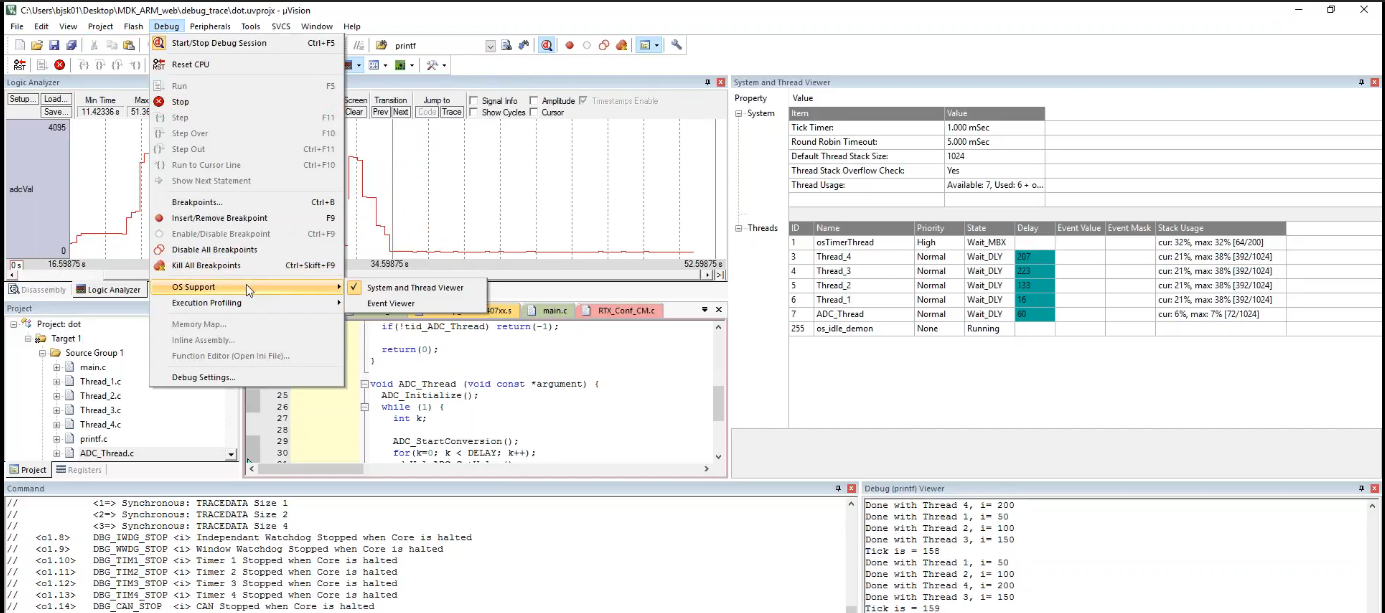 C:\Users\bjsk01\Desktop\MDK_ARM_web\debug_trace\dot.uvprojx - µVision
File Edit View Project Flash Debug Peripherals Tools SVCS Window Help
printf
Start/Stop Debug Session Ctrl+F5
Reset CPU
Run F5
Stop
Step F11
Step Over F10
Step Out Ctrl+F11
Run to Cursor Line Ctrl+F10
Show Next Statement
Breakpoints... Ctrl+B
Insert/Remove Breakpoint F9
Enable/Disable Breakpoint Ctrl+F9
Disable All Breakpoints
Kill All Breakpoints Ctrl+Skift+F9
OS Support
Execution Profiling
Memory Map...
Inline Assembly...
Function Editor (Open Ini File)...
Debug Settings...
System and Thread Viewer
Event Viewer
Logic Analyzer
Setup... Load... Min Time Screen Transition Jump to Signal Info Amplitude Timestamps Enable
Save... 11.42336 s 51.36 Clear Prev Next Code Trace Show Cycles Cursor
4095
adcVal
0
0 s 16.59875 s 34.59875 s 52.59875 s
Disassembly Logic Analyzer
Project
Project: dot
Target 1
Source Group 1
main.c
Thread_1.c
Thread_2.c
Thread_3.c
Thread_4.c
printf.c
ADC_Thread.c
Project Registers
main.c RTX_Conf_CM.c
if(!tid_ADC_Thread) return(-1);
return(0);
}
void ADC_Thread (void const *argument) {
25 ADC_Initialize();
26 while (1) {
27 int k;
28
29 ADC_StartConversion();
30 for(k=0; k < DELAY; k++);
System and Thread Viewer
Property Value
System
Item Value
Tick Timer: 1.000 mSec
Round Robin Timeout: 5.000 mSec
Default Thread Stack Size: 1024
Thread Stack Overflow Check: Yes
Thread Usage: Available: 7, Used: 6 + o...
Threads
ID Name Priority State Delay Event Value Event Mask Stack Usage
1 osTimerThread High Wait_MBX cur: 32%, max: 32% [64/200]
3 Thread_4 Normal Wait_DLY 207 cur: 21%, max: 38% [392/1024]
4 Thread_3 Normal Wait_DLY 223 cur: 21%, max: 38% [392/1024]
5 Thread_2 Normal Wait_DLY 133 cur: 21%, max: 38% [392/1024]
6 Thread_1 Normal Wait_DLY 16 cur: 21%, max: 38% [392/1024]
7 ADC_Thread Normal Wait_DLY 60 cur: 6%, max: 7% [72/1024]
255 os_idle_demon None Running
Command
// <1=> Synchronous: TRACEDATA Size 1
// <2=> Synchronous: TRACEDATA Size 2
// <3=> Synchronous: TRACEDATA Size 4
// <o1.8> DBG_IWDG_STOP <i> Independant Watchdog Stopped when Core is halted
// <o1.9> DBG_WWDG_STOP <i> Window Watchdog Stopped when Core is halted
// <o1.10> DBG_TIM1_STOP <i> Timer 1 Stopped when Core is halted
// <o1.11> DBG_TIM2_STOP <i> Timer 2 Stopped when Core is halted
// <o1.12> DBG_TIM3_STOP <i> Timer 3 Stopped when Core is halted
// <o1.13> DBG_TIM4_STOP <i> Timer 4 Stopped when Core is halted
// <o1.14> DBG_CAN_STOP <i> CAN Stopped when Core is halted
Debug (printf) Viewer
Done with Thread 4, i= 200
Done with Thread 1, i= 50
Done with Thread 2, i= 100
Done with Thread 3, i= 150
Tick is = 158
Done with Thread 1, i= 50
Done with Thread 2, i= 100
Done with Thread 4, i= 200
Done with Thread 3, i= 150
Tick is = 159